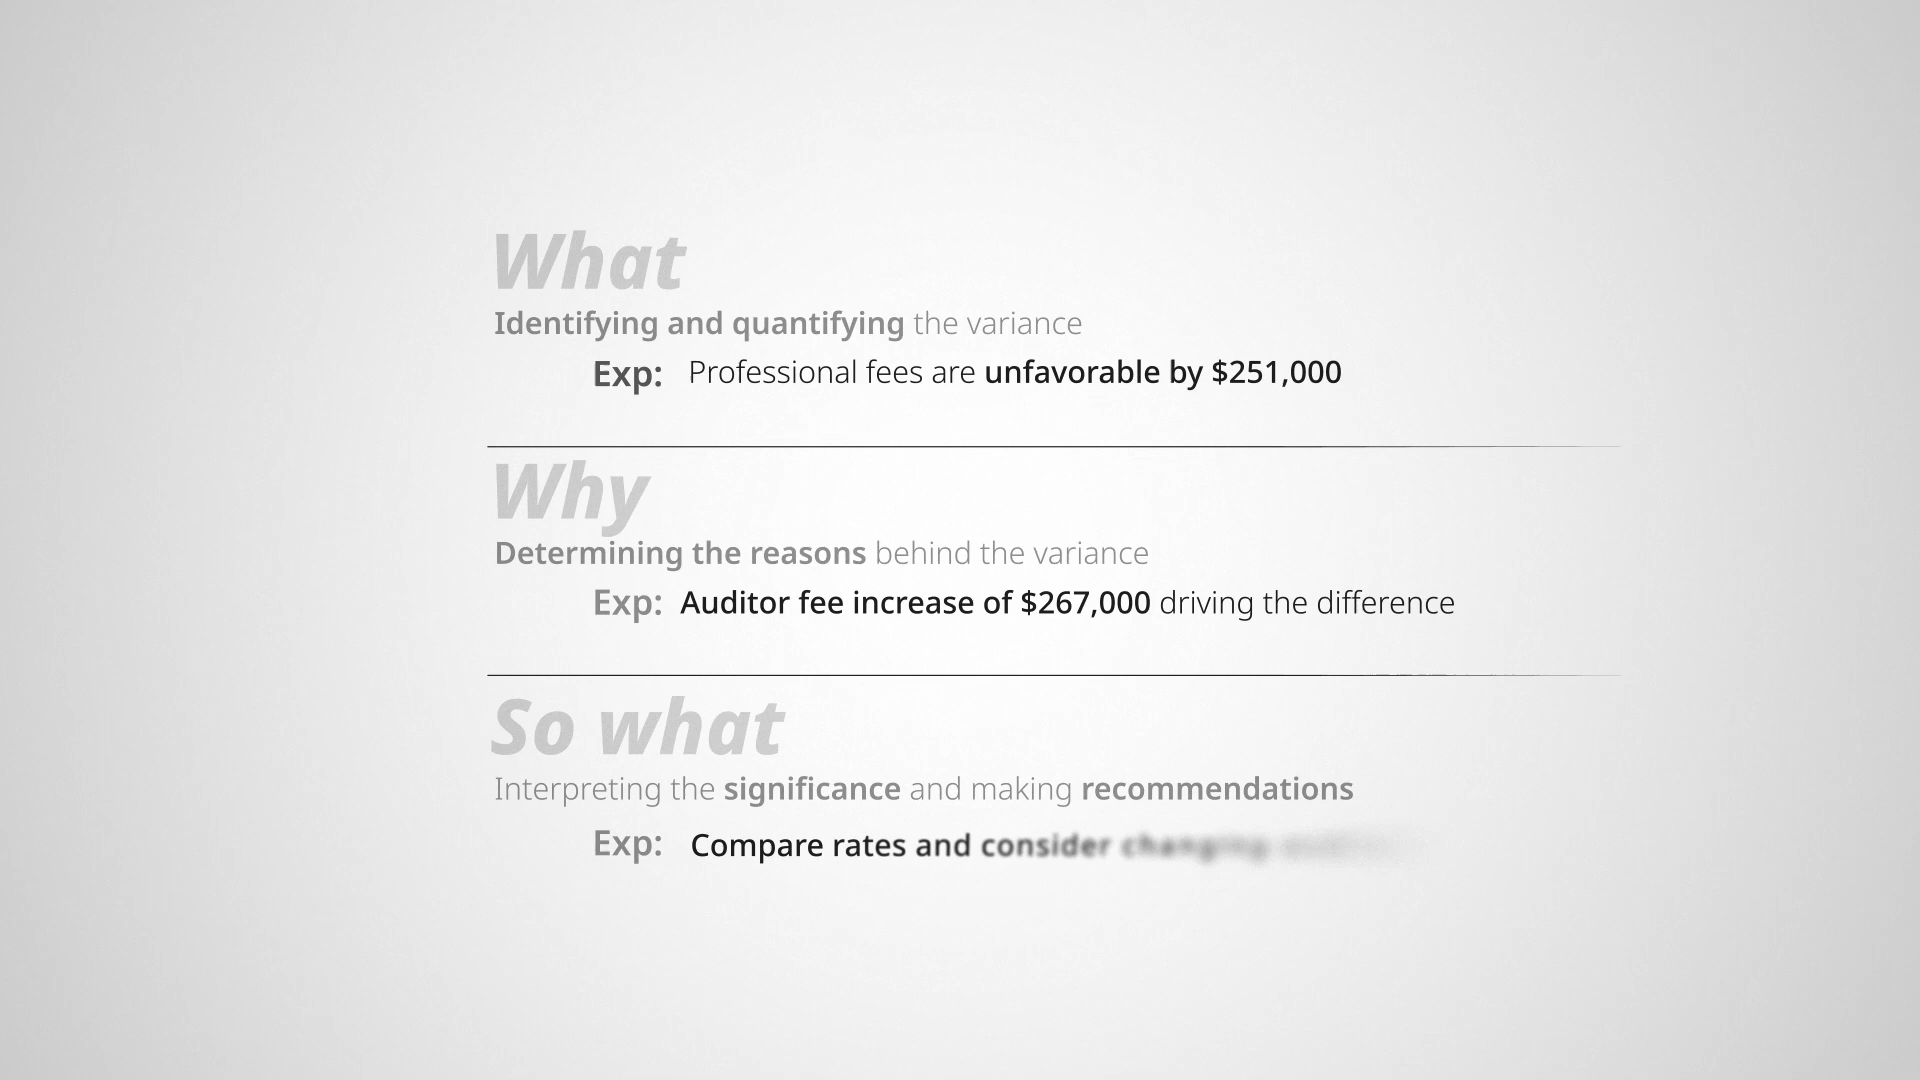 What
Identifying and quantifying the variance
Exp: Professional fees are unfavorable by $251,000
Why
Determining the reasons behind the variance
Exp: Auditor fee increase of $267,000 driving the difference
So what
Interpreting the significance and making recommendations
Exp: Compare rates and consider changing